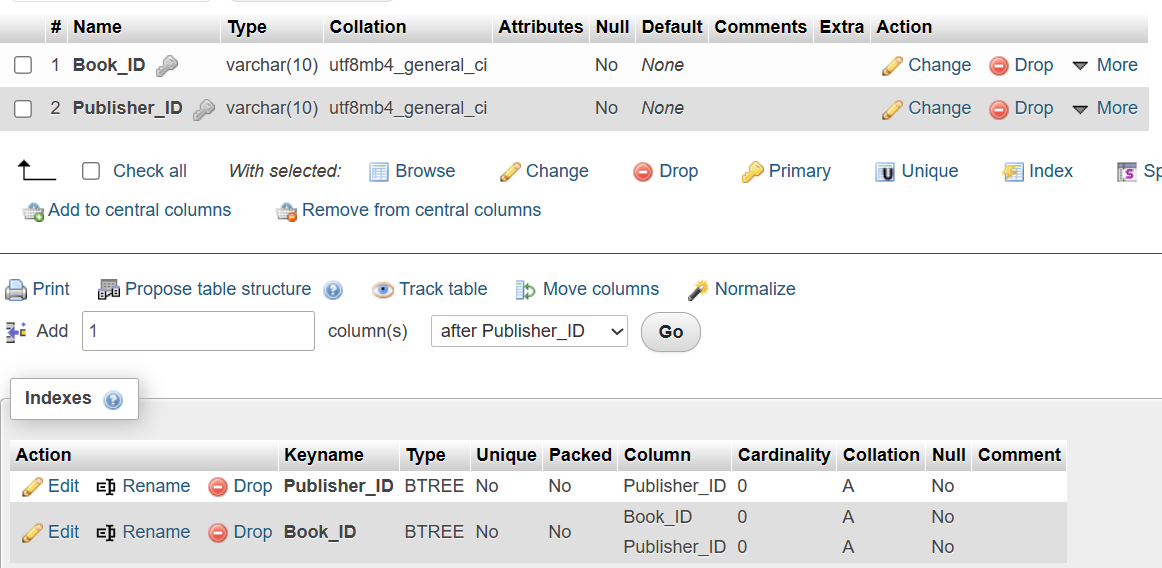 # Name Type Collation Attributes Null Default Comments Extra Action
1 Book_ID varchar(10) utf8mb4_general_ci No None Change Drop More
2 Publisher_ID varchar(10) utf8mb4_general_ci No None Change Drop More
Check all With selected: Browse Change Drop Primary Unique Index Sp
Add to central columns Remove from central columns
Print Propose table structure Track table Move columns Normalize
Add 1 column(s) after Publisher_ID Go
Indexes
Action Keyname Type Unique Packed Column Cardinality Collation Null Comment
Edit Rename Drop Publisher_ID BTREE No No Publisher_ID 0 A No
Edit Rename Drop Book_ID BTREE No No Book_ID 0 A No
Publisher_ID 0 A No